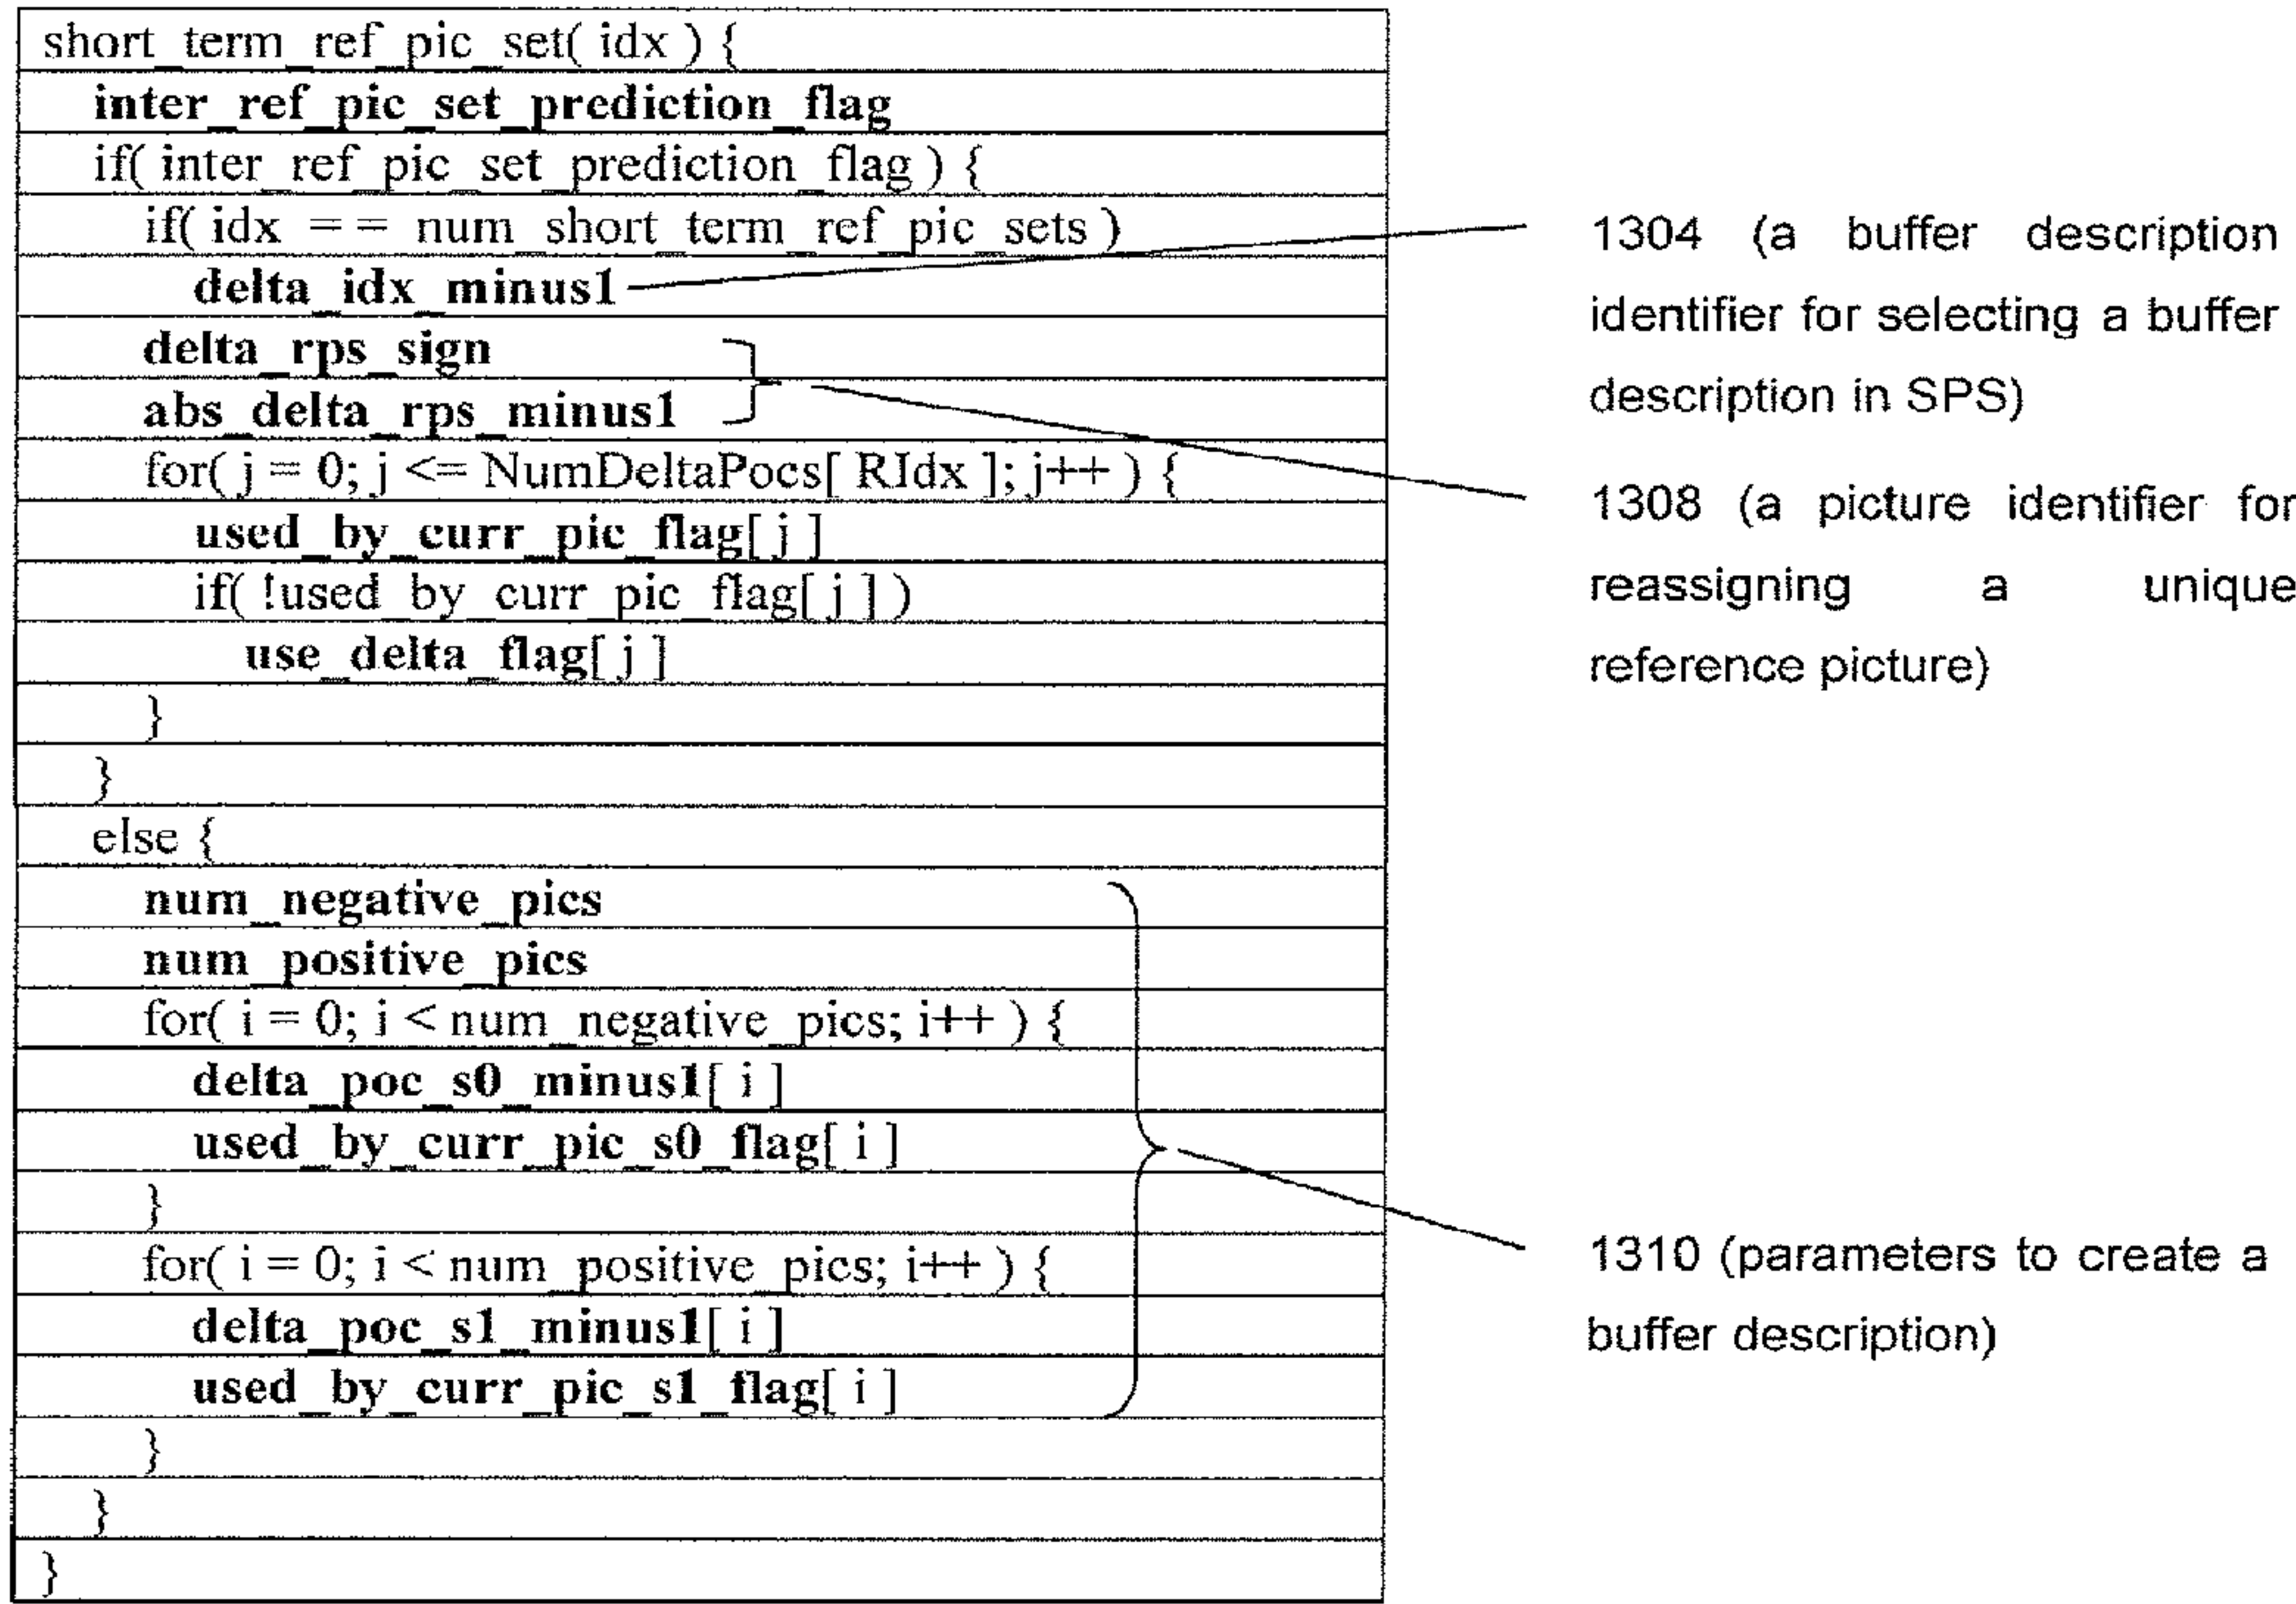 short_term_ref_pic_set( idx ) {
inter_ref_pic_set_prediction_flag
if( inter_ref_pic_set_prediction_flag ) {
if( idx = = num_short_term_ref_pic_sets )
delta_idx_minus1
delta_rps_sign
abs_delta_rps_minus1
for( j = 0; j <= NumDeltaPocs[ RIdx ]; j++ ) {
used_by_curr_pic_flag[ j ]
if( !used_by_curr_pic_flag[ j ] )
use_delta_flag[ j ]
}
}
else {
num_negative_pics
num_positive_pics
for( i = 0; i < num_negative_pics; i++ ) {
delta_poc_s0_minus1[ i ]
used_by_curr_pic_s0_flag[ i ]
}
for( i = 0; i < num_positive_pics; i++ ) {
delta_poc_s1_minus1[ i ]
used_by_curr_pic_s1_flag[ i ]
}
}
}
1304 (a buffer description
identifier for selecting a buffer
description in SPS)
1308 (a picture identifier for
reassigning a unique
reference picture)
1310 (parameters to create a
buffer description)